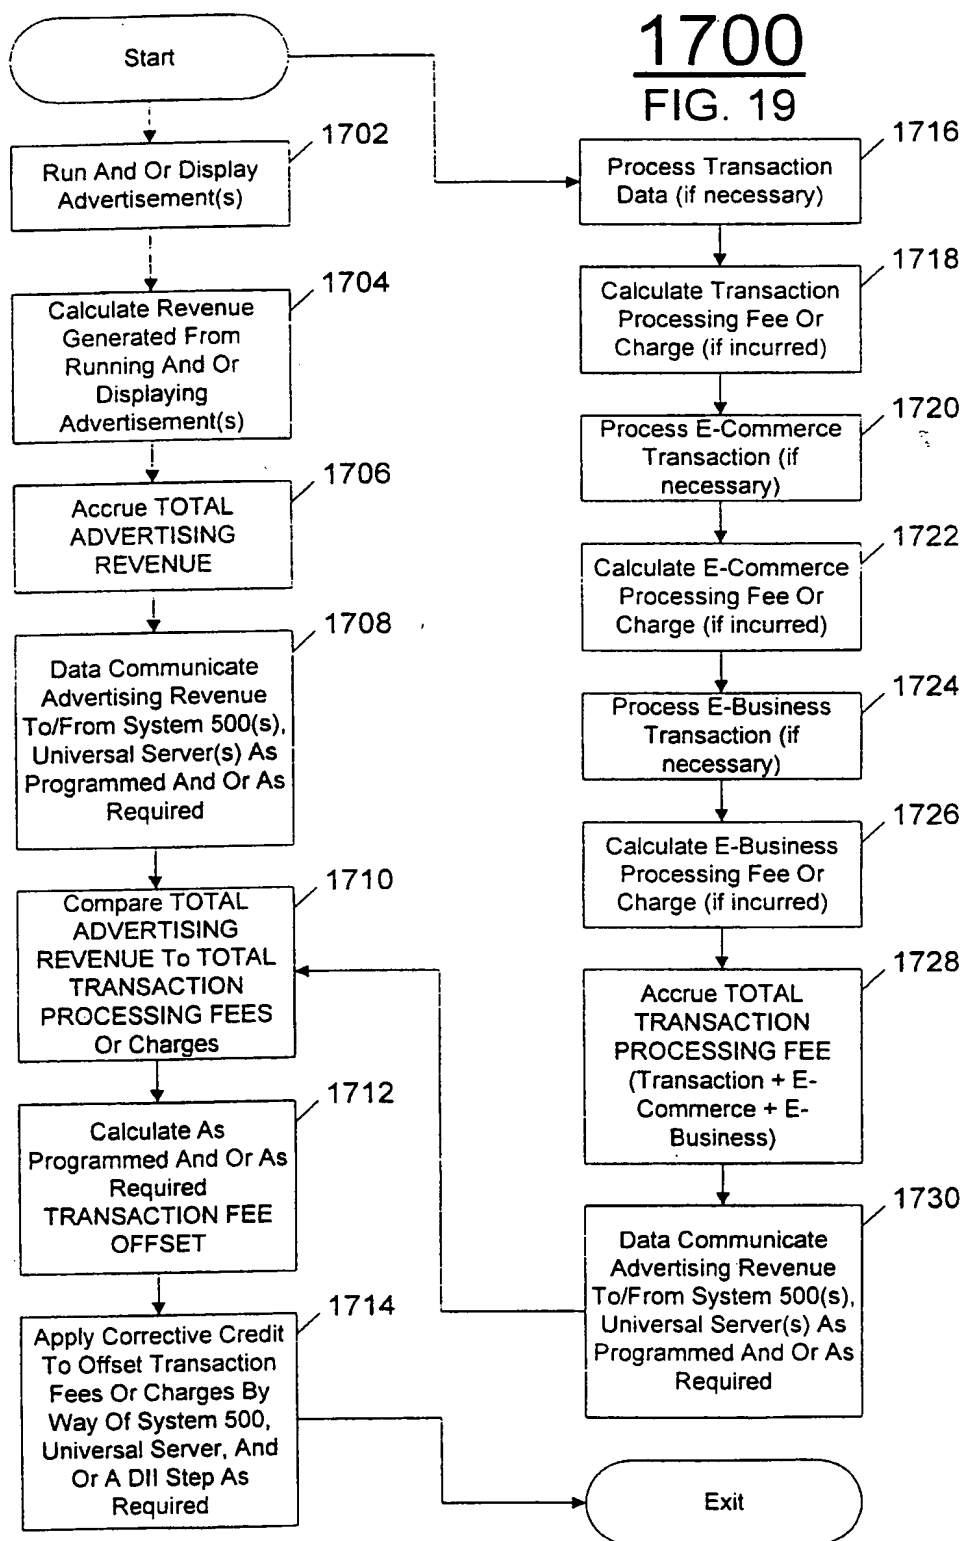 1700
FIG. 19
Start
1702
Run And Or Display
Advertisement(s)
1704
Calculate Revenue
Generated From
Running And Or
Displaying
Advertisement(s)
1706
Accrue TOTAL
ADVERTISING
REVENUE
1708
Data Communicate
Advertising Revenue
To/From System 500(s),
Universal Server(s) As
Programmed And Or As
Required
1710
Compare TOTAL
ADVERTISING
REVENUE To TOTAL
TRANSACTION
PROCESSING FEES
Or Charges
1712
Calculate As
Programmed And Or As
Required
TRANSACTION FEE
OFFSET
1714
Apply Corrective Credit
To Offset Transaction
Fees Or Charges By
Way Of System 500,
Universal Server, And
Or A DII Step As
Required
1716
Process Transaction
Data (if necessary)
1718
Calculate Transaction
Processing Fee Or
Charge (if incurred)
1720
Process E-Commerce
Transaction (if
necessary)
1722
Calculate E-Commerce
Processing Fee Or
Charge (if incurred)
1724
Process E-Business
Transaction (if
necessary)
1726
Calculate E-Business
Processing Fee Or
Charge (if incurred)
1728
Accrue TOTAL
TRANSACTION
PROCESSING FEE
(Transaction + E-
Commerce + E-
Business)
1730
Data Communicate
Advertising Revenue
To/From System 500(s),
Universal Server(s) As
Programmed And Or As
Required
Exit